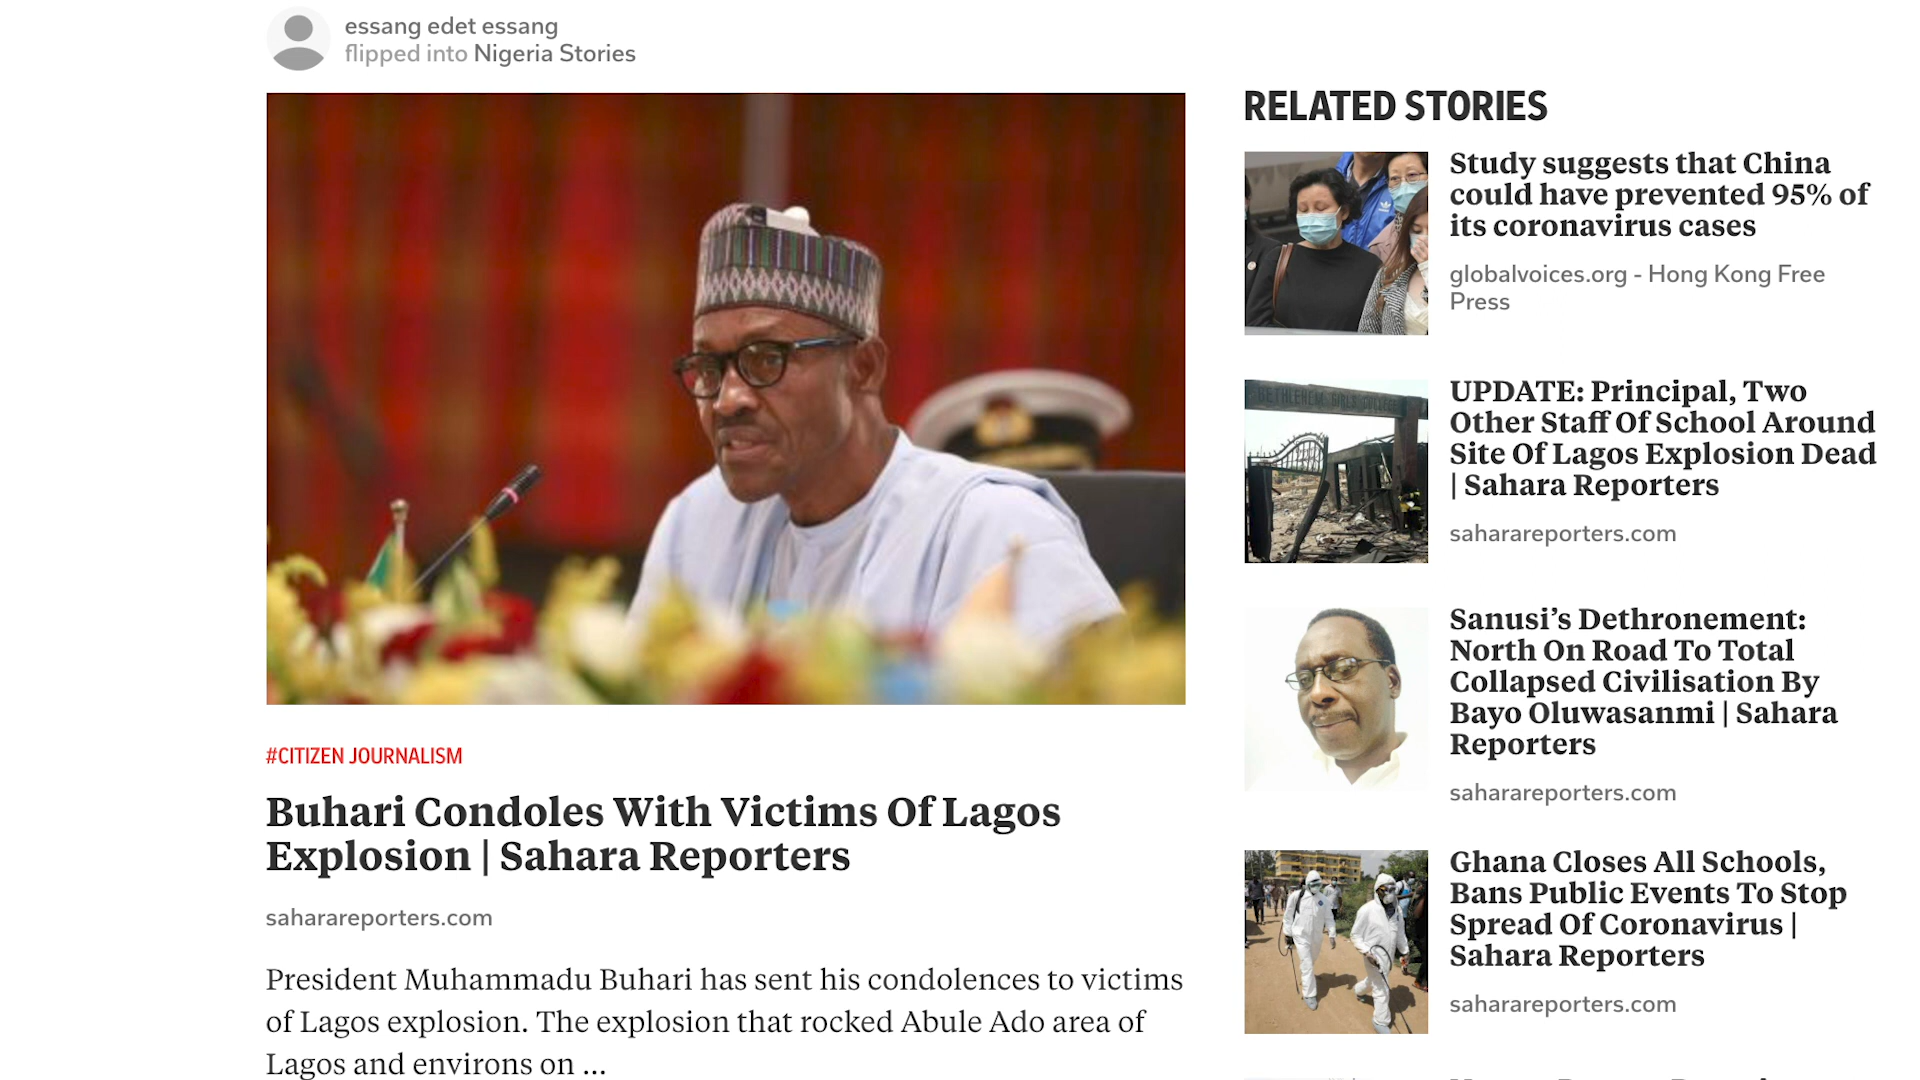 essang edet essang
flipped into Nigeria Stories
#CITIZEN JOURNALISM
Buhari Condoles With Victims Of Lagos
Explosion | Sahara Reporters
saharareporters.com
President Muhammadu Buhari has sent his condolences to victims
of Lagos explosion. The explosion that rocked Abule Ado area of
Lagos and environs on ...
RELATED STORIES
Study suggests that China
could have prevented 95% of
its coronavirus cases
globalvoices.org - Hong Kong Free
Press
BETHLEHEM GIRLS COLLEGE
UPDATE: Principal, Two
Other Staff Of School Around
Site Of Lagos Explosion Dead
| Sahara Reporters
saharareporters.com
Sanusi’s Dethronement:
North On Road To Total
Collapsed Civilisation By
Bayo Oluwasanmi | Sahara
Reporters
saharareporters.com
Ghana Closes All Schools,
Bans Public Events To Stop
Spread Of Coronavirus |
Sahara Reporters
saharareporters.com